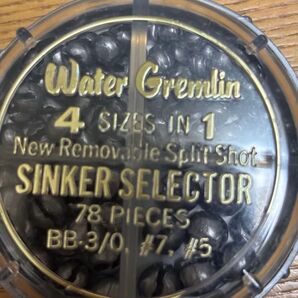 Water Gremlin
4 SIZES-IN 1
New Removable Split Shot
SINKER SELECTOR
78 PIECES
BB-3/0, #7, #5